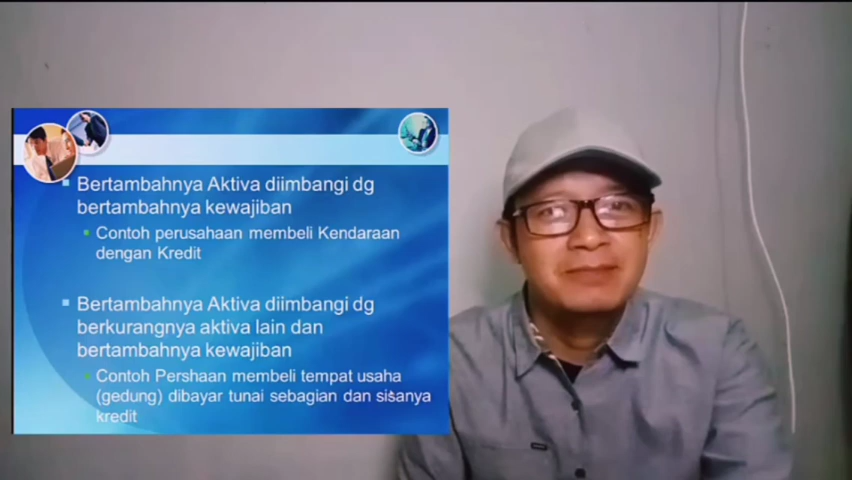 Bertambahnya Aktiva diimbangi dg
bertambahnya kewajiban
Contoh perusahaan membeli Kendaraan
dengan Kredit
Bertambahnya Aktiva diimbangi dg
berkurangnya aktiva lain dan
bertambahnya kewajiban
Contoh Pershaan membeli tempat usaha
(gedung) dibayar tunai sebagian dan sisanya
kredit